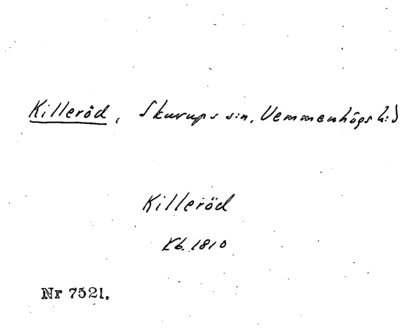 Killeröd, Skurups sn, Vemmenhögs hd
Killeröd
Kb. 1810
Nr 7521.